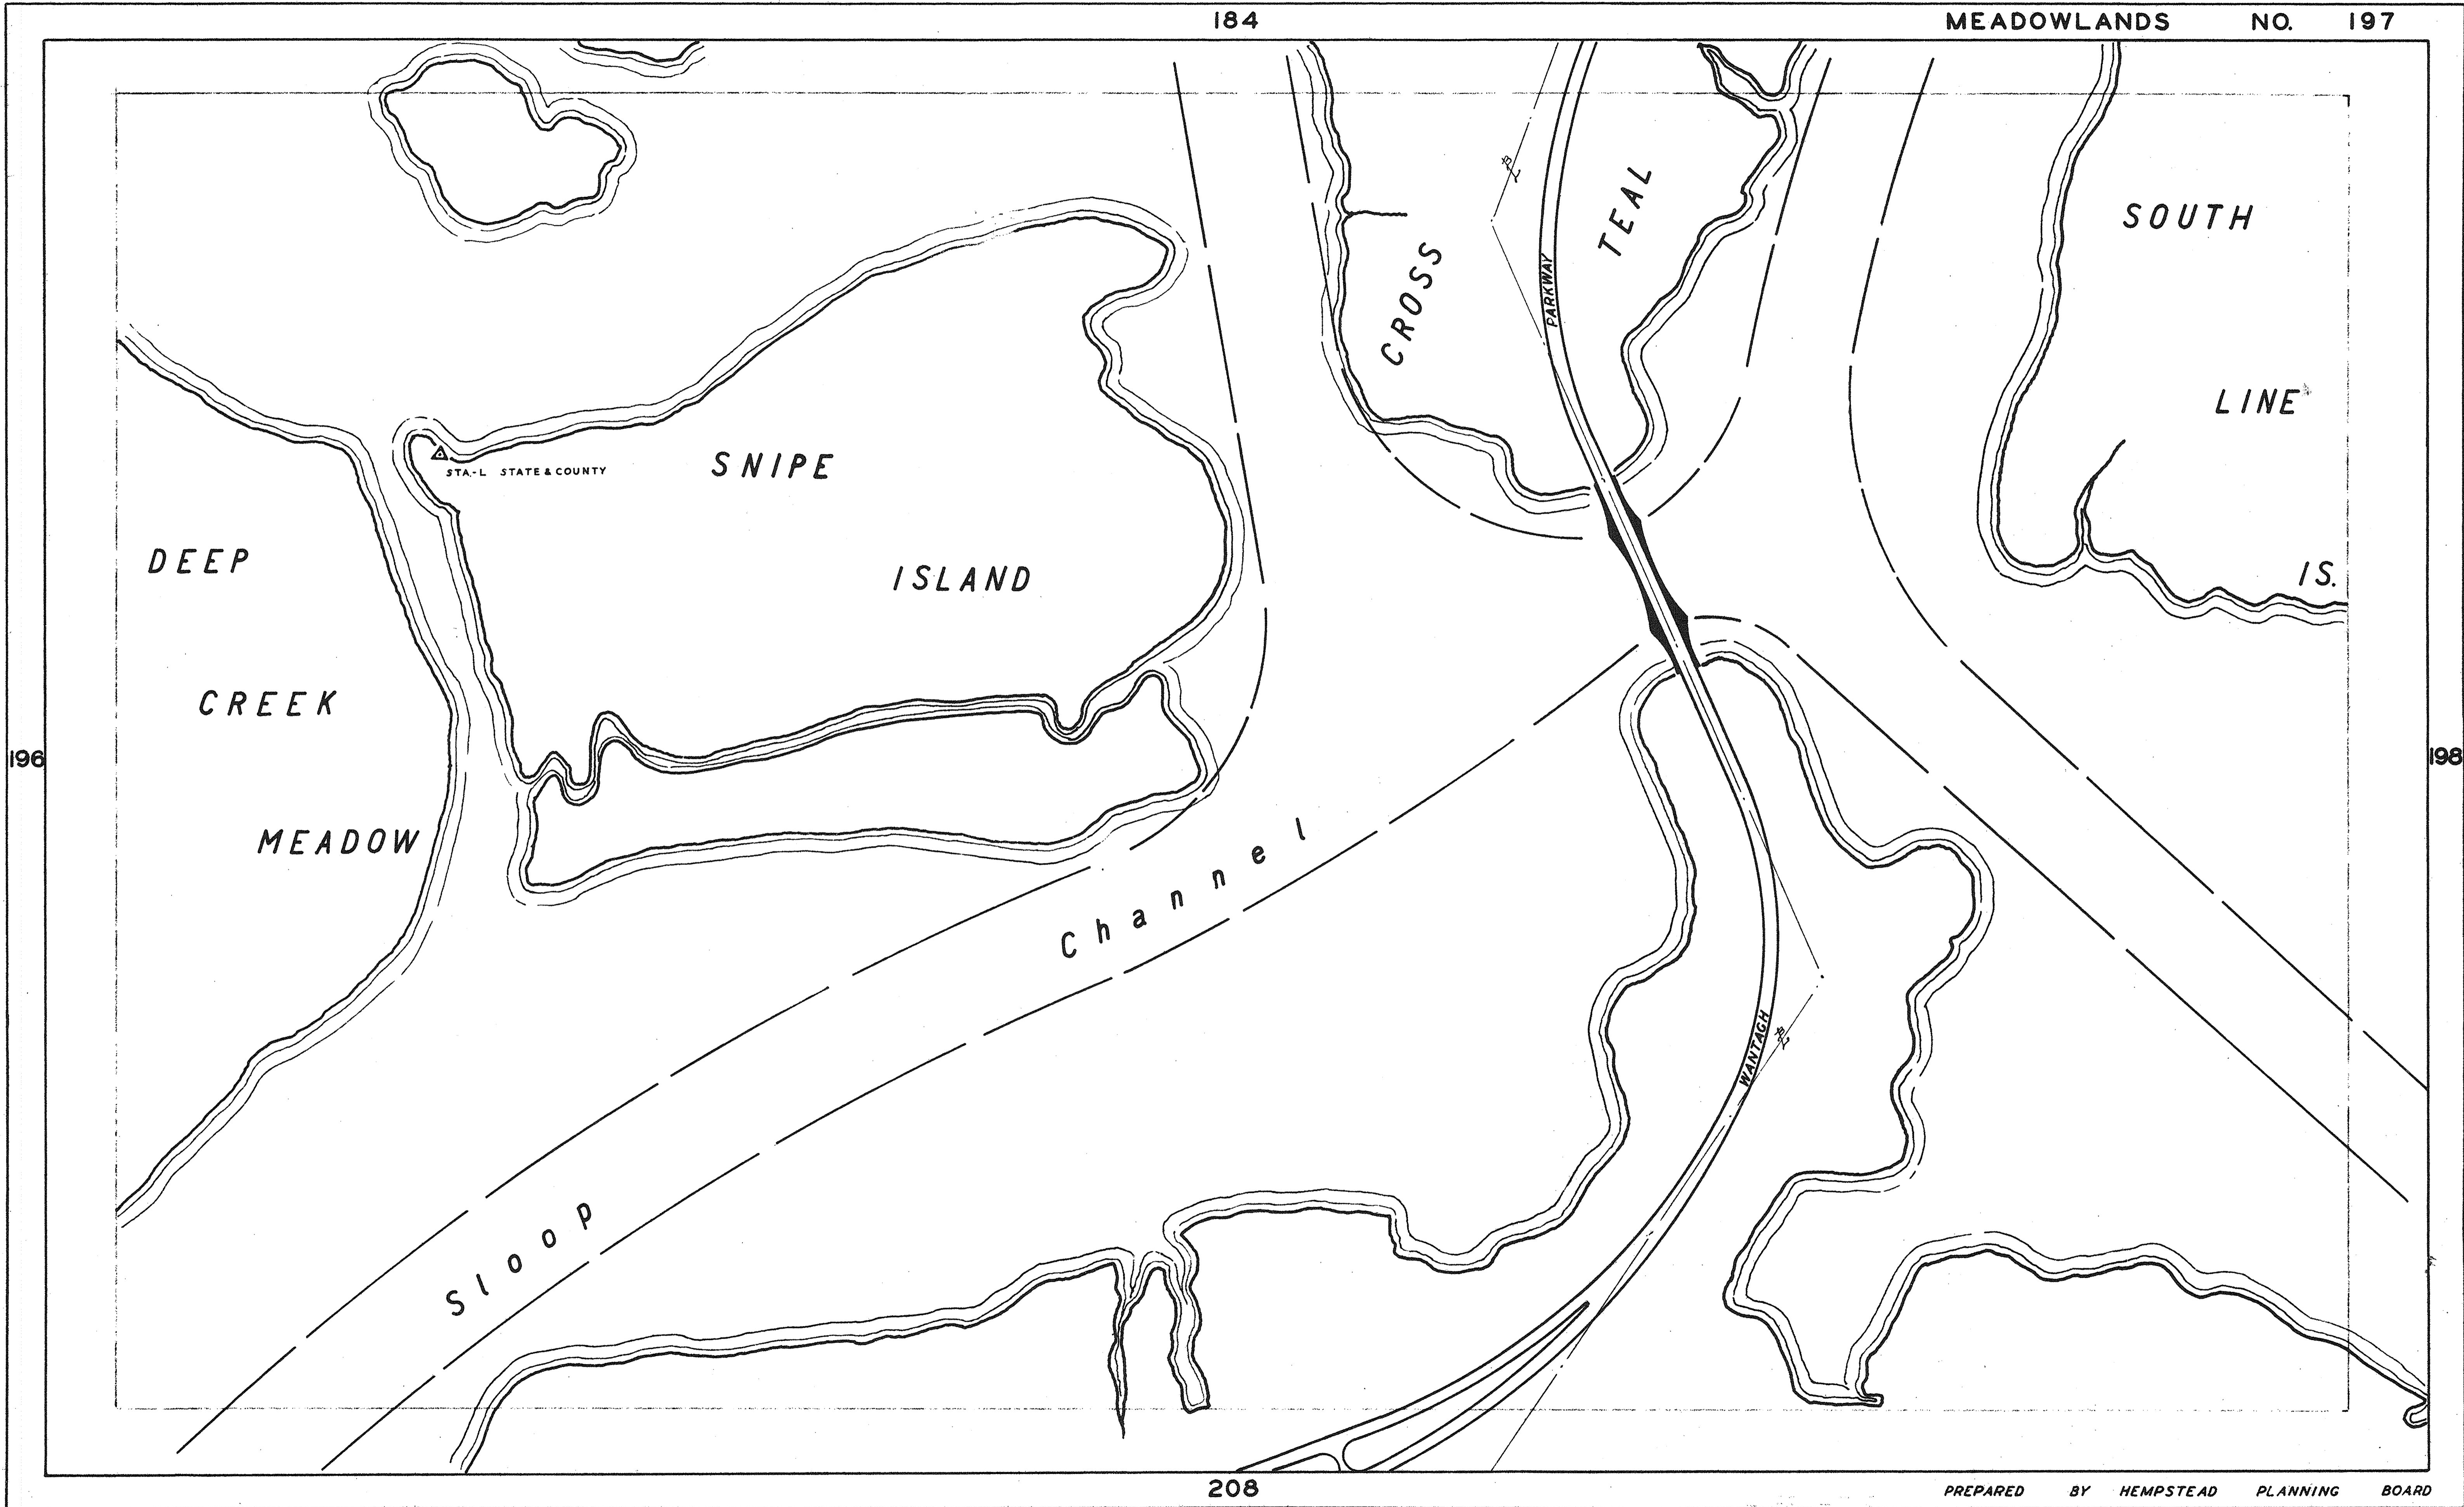 184
MEADOWLANDS NO. 197
CROSS
TEAL
SOUTH
LINE
IS.
PARKWAY
STA.-L STATE & COUNTY
SNIPE
ISLAND
DEEP
CREEK
MEADOW
196
198
Sloop Channel
WANTAGH
208
PREPARED BY HEMPSTEAD PLANNING BOARD